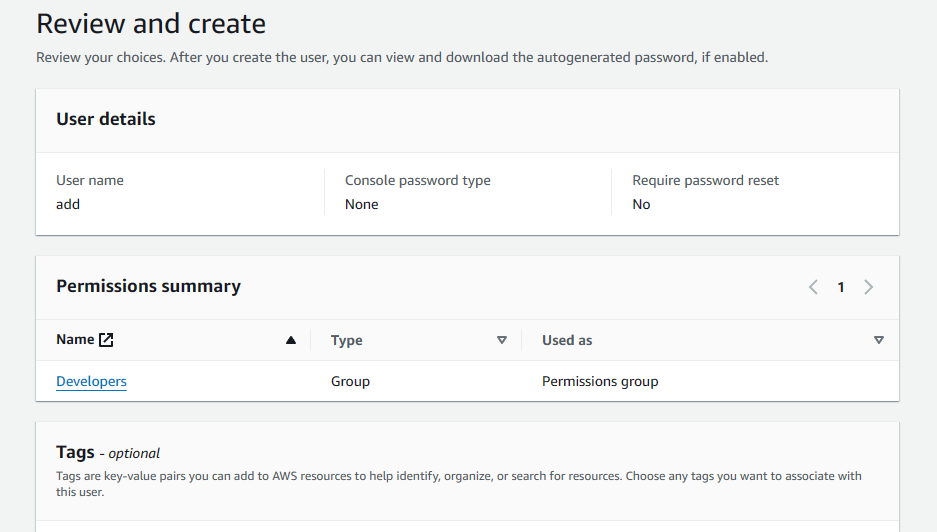 Review and create
Review your choices. After you create the user, you can view and download the autogenerated password, if enabled.
User details
User name
Console password type
Require password reset
add
None
No
Permissions summary
1
Name
Type
Used as
Developers
Group
Permissions group
Tags - optional
Tags are key-value pairs you can add to AWS resources to help identify, organize, or search for resources. Choose any tags you want to associate with
this user.